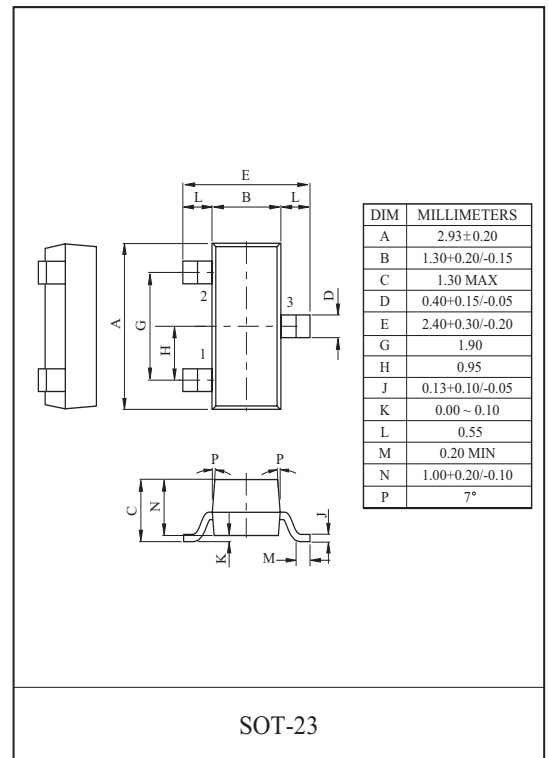 E
L B L
2
3
D
A
G
H
1
P P
C
N
J
K
M
DIM MILLIMETERS
A 2.93±0.20
B 1.30+0.20/-0.15
C 1.30 MAX
D 0.40+0.15/-0.05
E 2.40+0.30/-0.20
G 1.90
H 0.95
J 0.13+0.10/-0.05
K 0.00 ~ 0.10
L 0.55
M 0.20 MIN
N 1.00+0.20/-0.10
P 7°
SOT-23